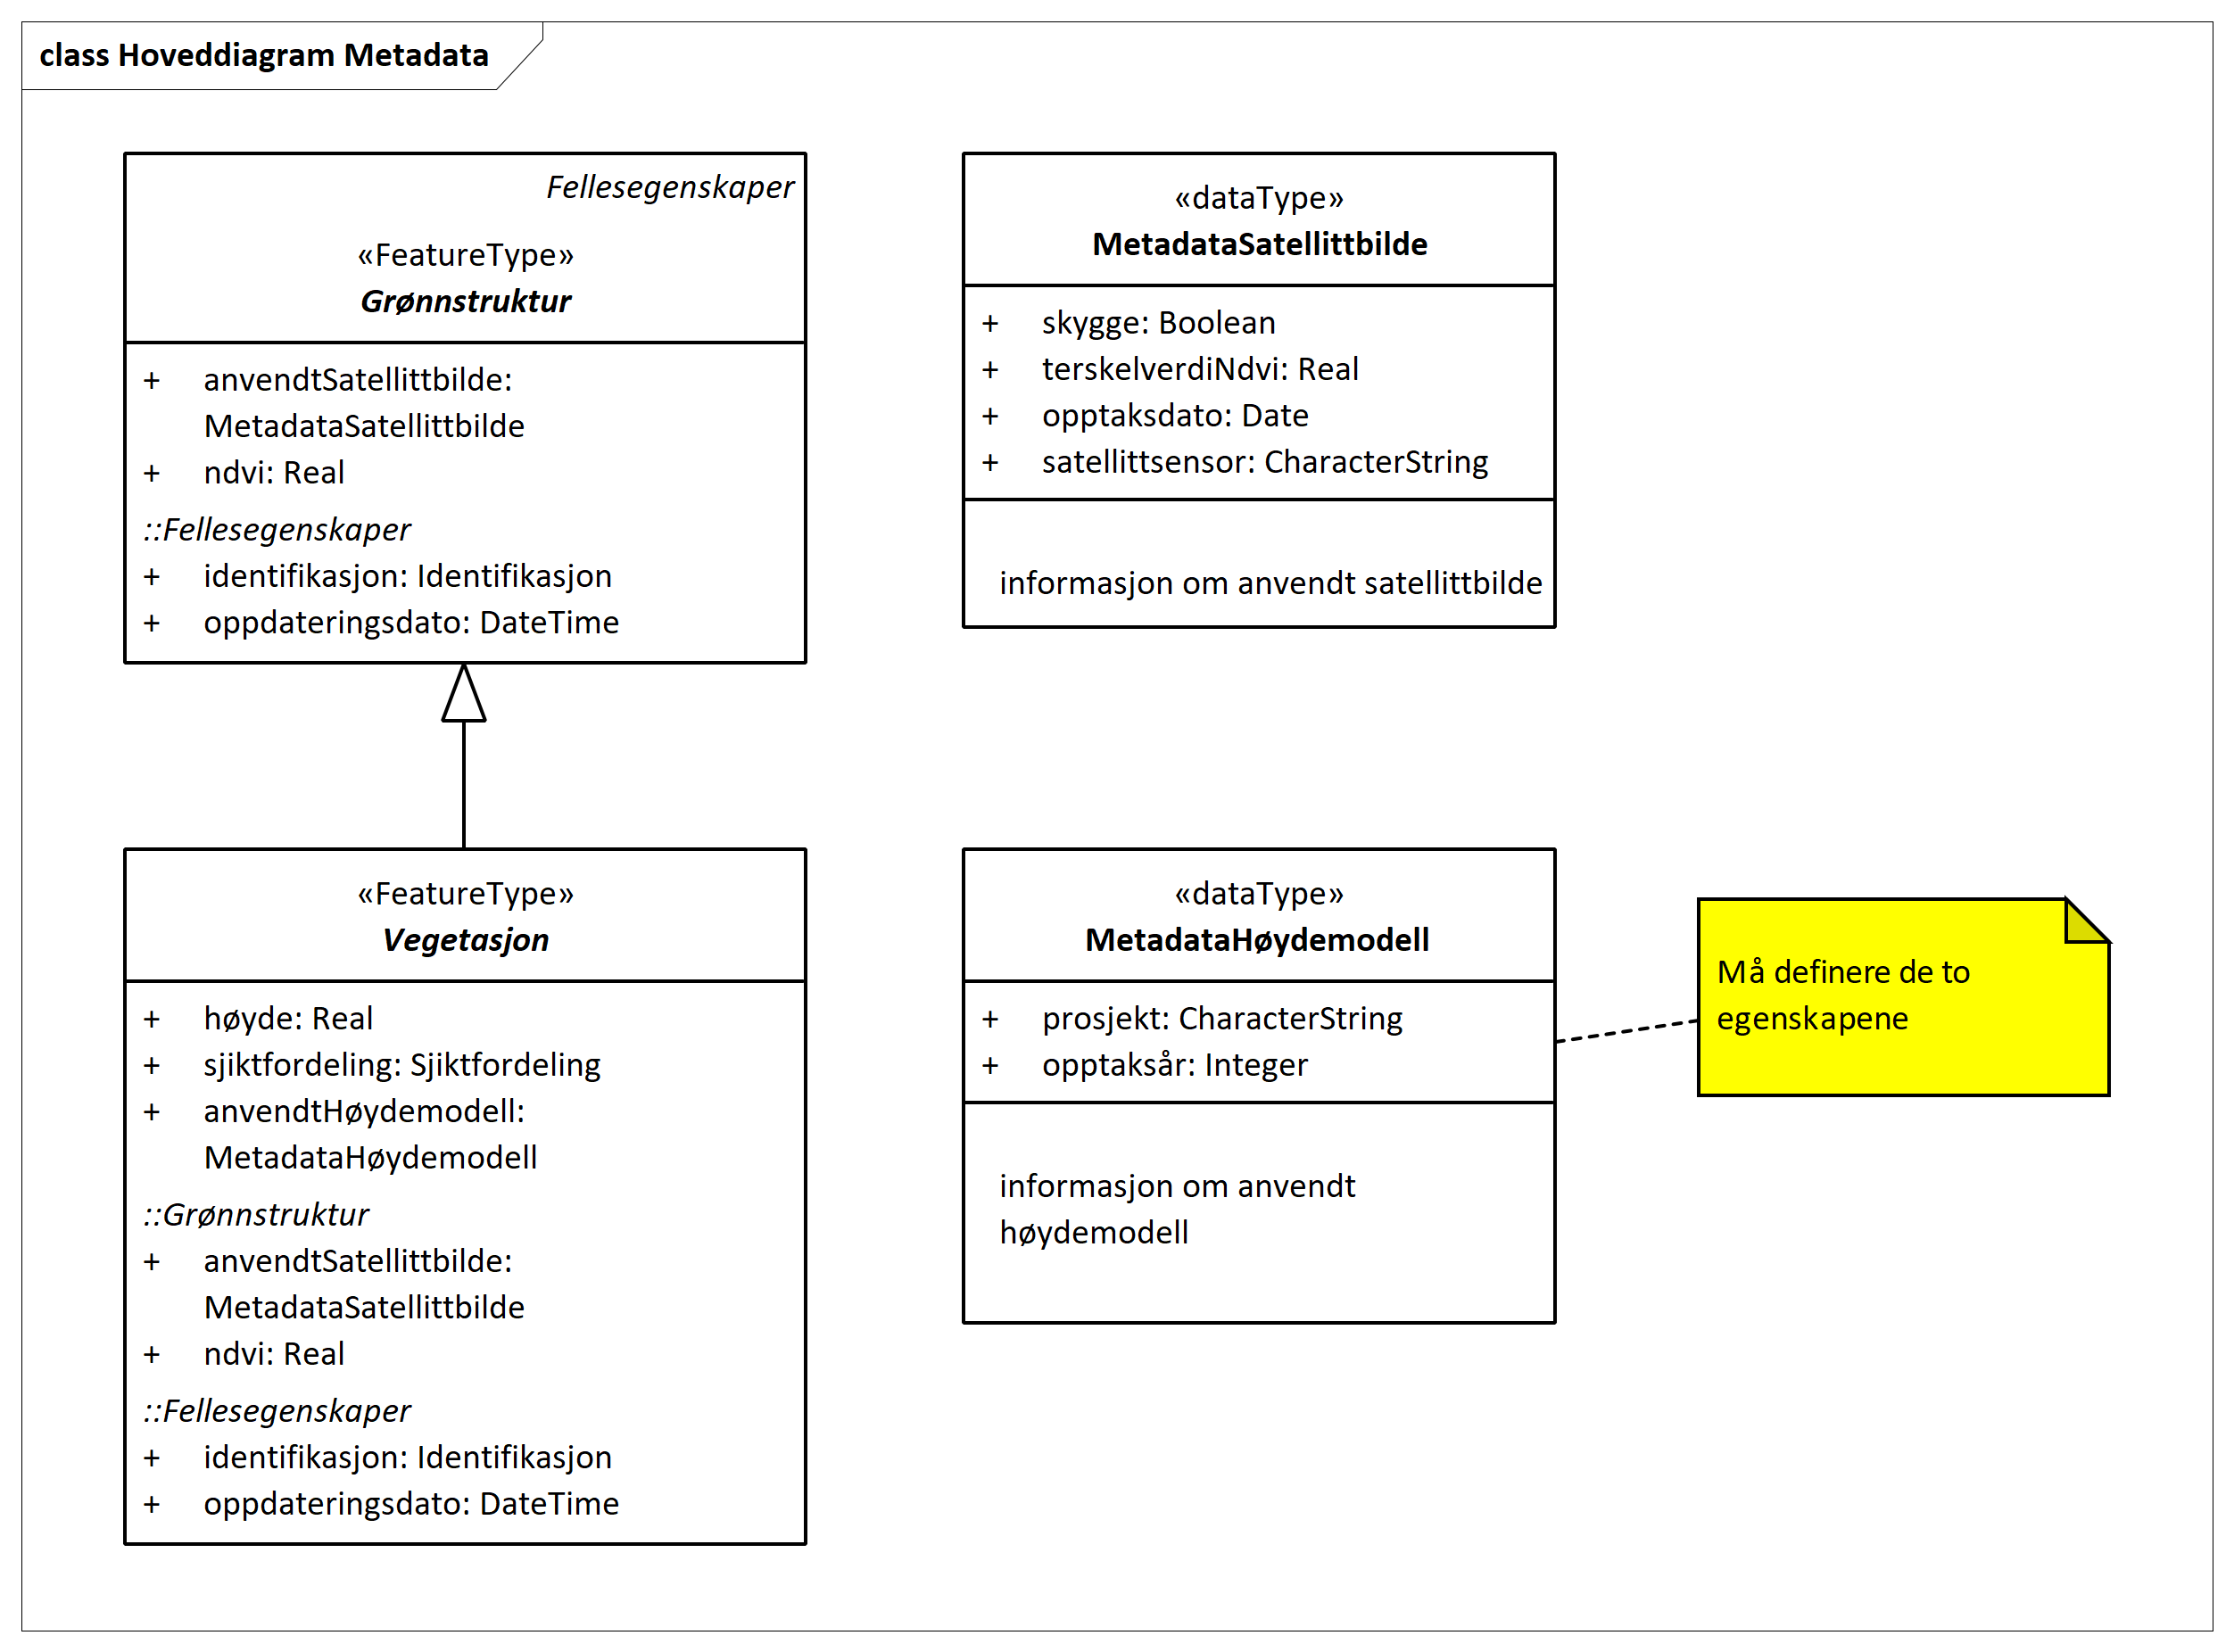 class Hoveddiagram Metadata
Fellesegenskaper
«FeatureType»
Grønnstruktur
+ anvendtSatellittbilde:
MetadataSatellittbilde
+ ndvi: Real
::Fellesegenskaper
+ identifikasjon: Identifikasjon
+ oppdateringsdato: DateTime
«dataType»
MetadataSatellittbilde
+ skygge: Boolean
+ terskelverdiNdvi: Real
+ opptaksdato: Date
+ satellittsensor: CharacterString
informasjon om anvendt satellittbilde
«FeatureType»
Vegetasjon
+ høyde: Real
+ sjiktfordeling: Sjiktfordeling
+ anvendtHøydemodell:
MetadataHøydemodell
::Grønnstruktur
+ anvendtSatellittbilde:
MetadataSatellittbilde
+ ndvi: Real
::Fellesegenskaper
+ identifikasjon: Identifikasjon
+ oppdateringsdato: DateTime
«dataType»
MetadataHøydemodell
+ prosjekt: CharacterString
+ opptaksår: Integer
informasjon om anvendt
høydemodell
Må definere de to
egenskapene